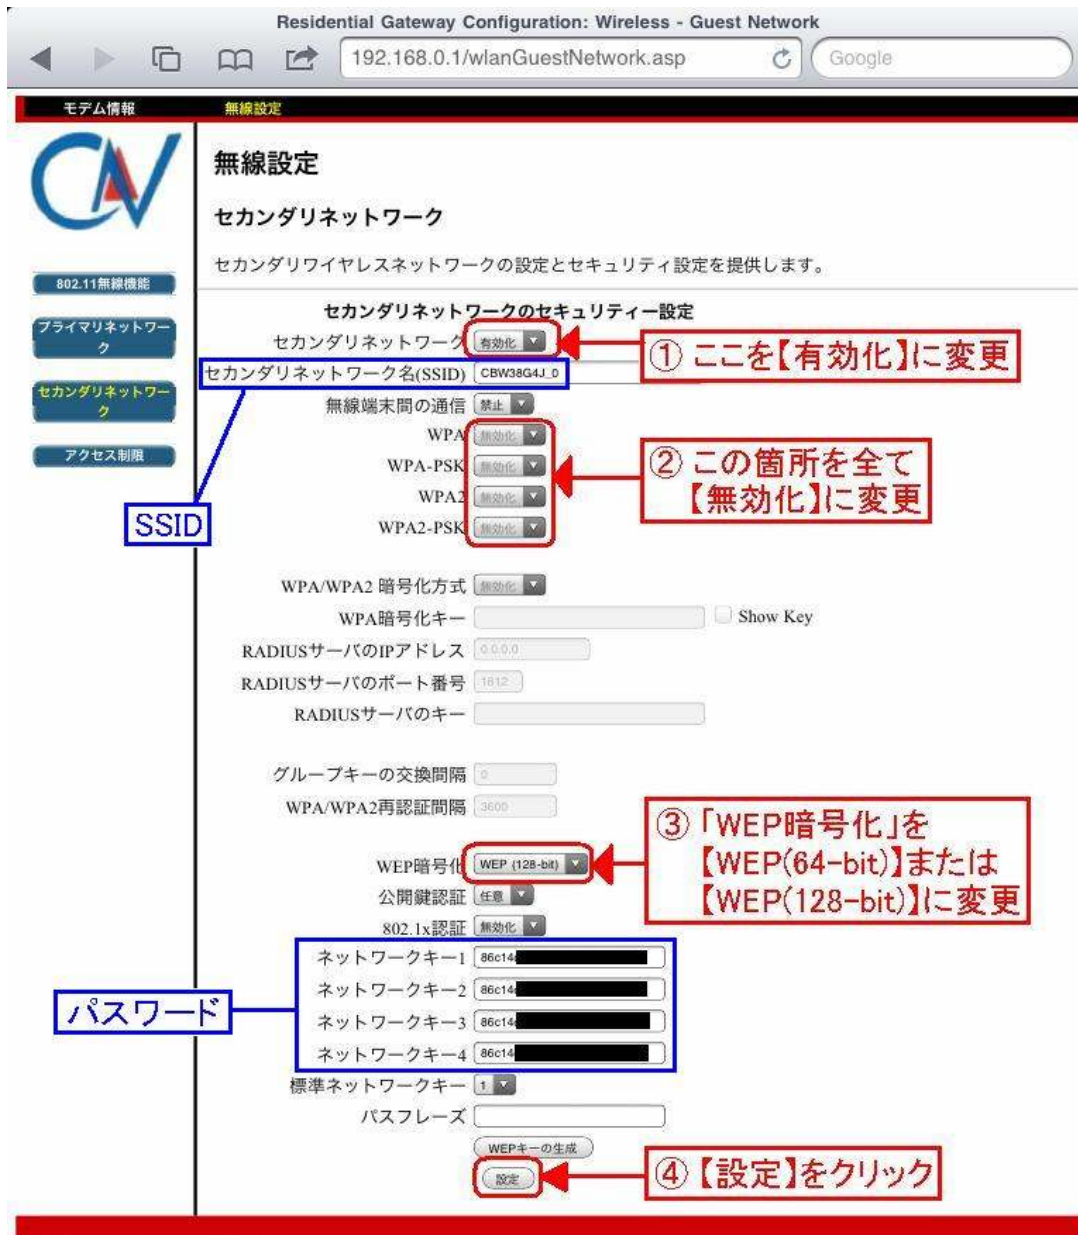 Residential Gateway Configuration: Wireless - Guest Network
192.168.0.1/wlanGuestNetwork.asp
Google
モデム情報 無線設定
無線設定
セカンダリネットワーク
セカンダリワイヤレスネットワークの設定とセキュリティ設定を提供します。
802.11無線機能
プライマリネットワー
ク
セカンダリネットワー
ク
アクセス制限
セカンダリネットワークのセキュリティー設定
セカンダリネットワーク 有効化
① ここを【有効化】に変更
セカンダリネットワーク名(SSID) CBW38G4J_0
無線端末間の通信 禁止
WPA 無効化
WPA-PSK 無効化
WPA2 無効化
WPA2-PSK 無効化
② この箇所を全て
【無効化】に変更
SSID
WPA/WPA2 暗号化方式 無効化
WPA暗号化キー Show Key
RADIUSサーバのIPアドレス 0.0.0.0
RADIUSサーバのポート番号 1812
RADIUSサーバのキー
グループキーの交換間隔 0
WPA/WPA2再認証間隔 3600
③「WEP暗号化」を
【WEP(64-bit)】または
【WEP(128-bit)】に変更
WEP暗号化 WEP (128-bit)
公開鍵認証 任意
802.1x認証 無効化
ネットワークキー1 86c14
ネットワークキー2 86c14
ネットワークキー3 86c14
ネットワークキー4 86c14
パスワード
標準ネットワークキー 1
パスフレーズ
WEPキーの生成
設定
④【設定】をクリック